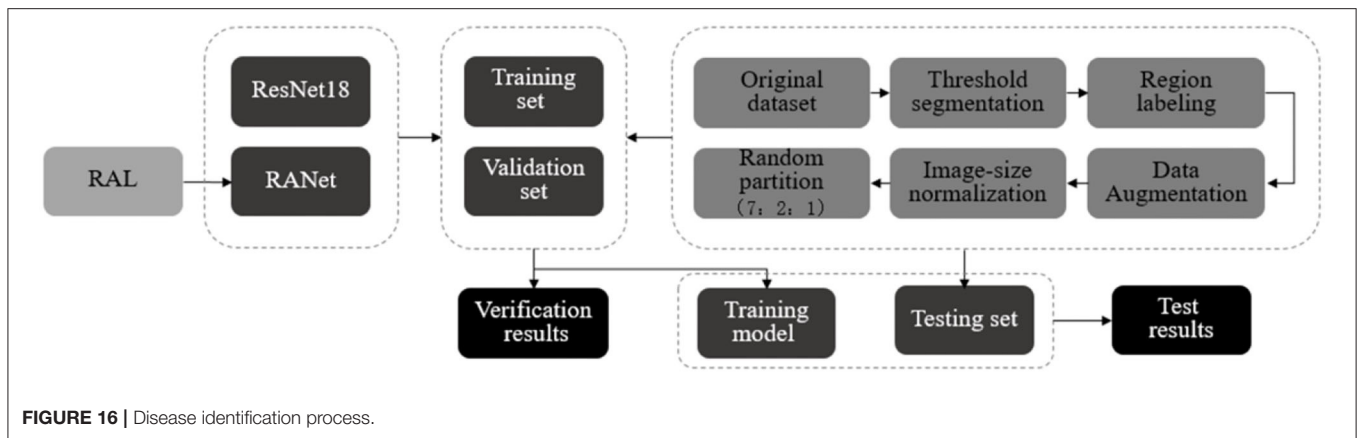 RAL
ResNet18
RANet
Training
set
Validation
set
Original
dataset
Threshold
segmentation
Region
labeling
Data
Augmentation
Image-size
normalization
Random
partition
(7：2：1)
Verification
results
Training
model
Testing set
Test
results
FIGURE 16 | Disease identification process.